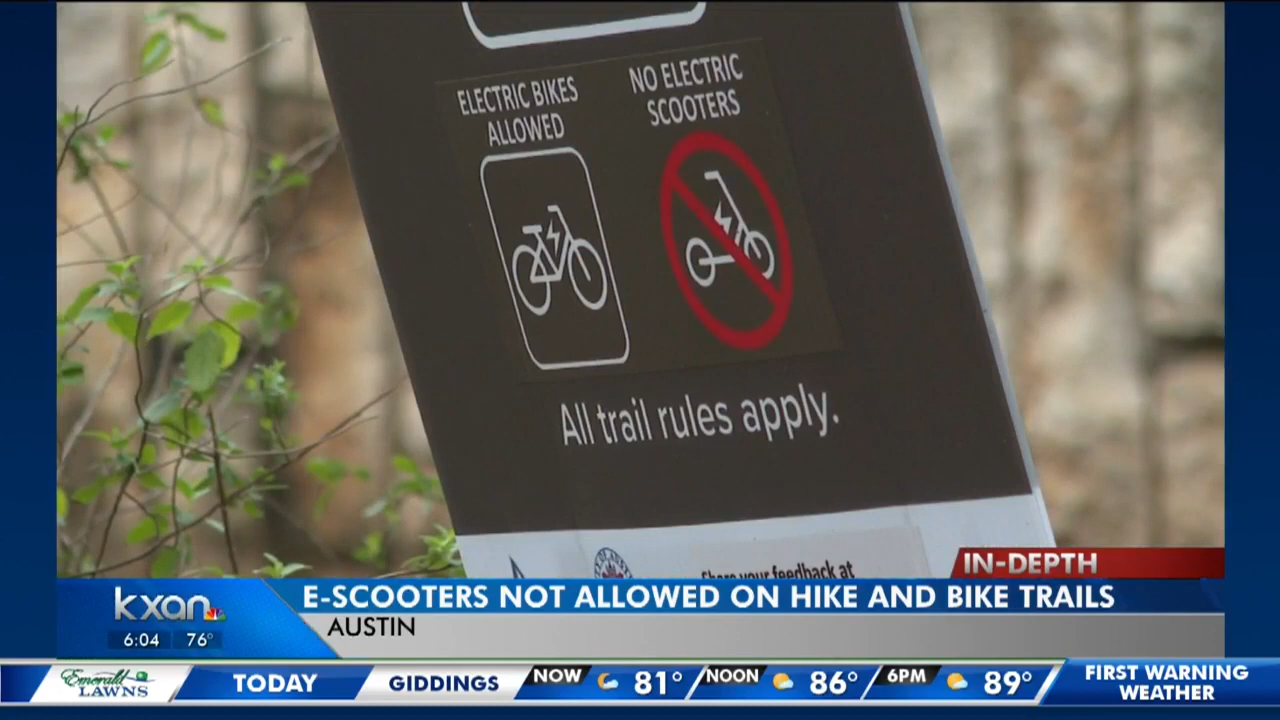 ELECTRIC BIKES
ALLOWED
NO ELECTRIC
SCOOTERS
All trail rules apply.
Share your feedback at
IN-DEPTH
kxan
E-SCOOTERS NOT ALLOWED ON HIKE AND BIKE TRAILS
6:04 76°
AUSTIN
Emerald
LAWNS
TODAY
GIDDINGS
NOW 81°
NOON 86°
6PM 89°
FIRST WARNING
WEATHER